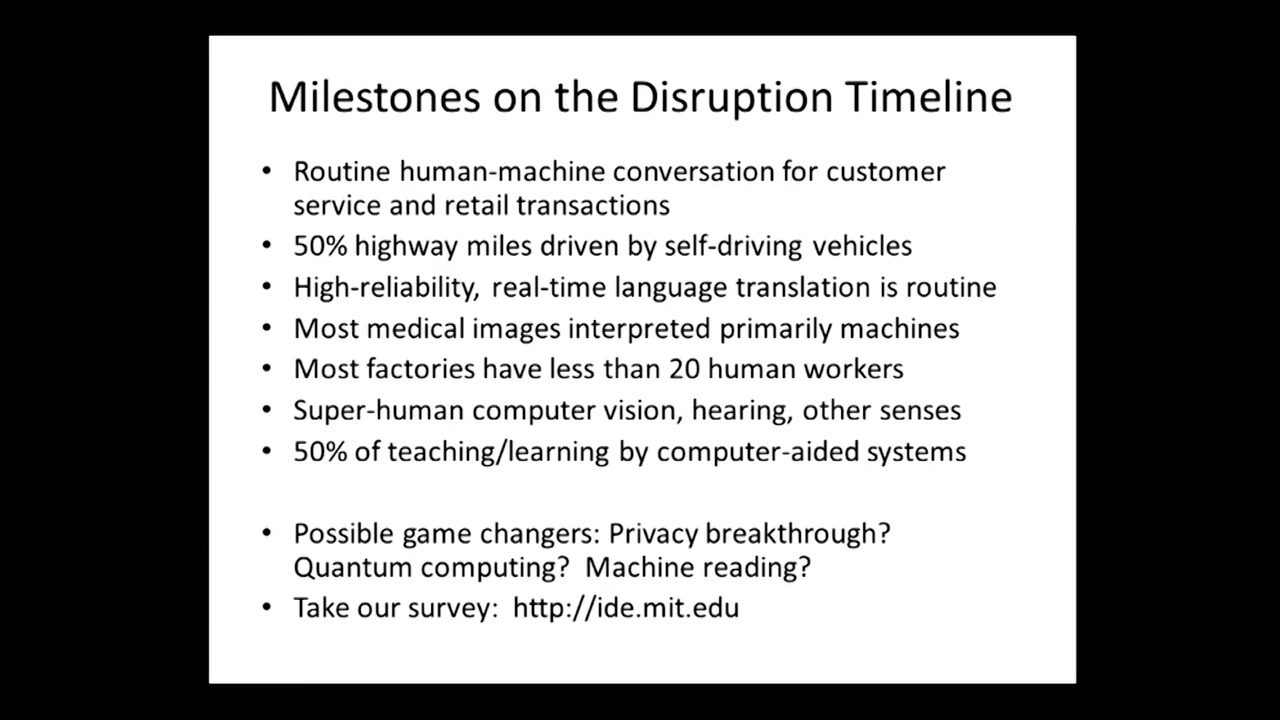 Milestones on the Disruption Timeline
• Routine human-machine conversation for customer
service and retail transactions
• 50% highway miles driven by self-driving vehicles
• High-reliability, real-time language translation is routine
• Most medical images interpreted primarily machines
• Most factories have less than 20 human workers
• Super-human computer vision, hearing, other senses
• 50% of teaching/learning by computer-aided systems
• Possible game changers: Privacy breakthrough?
Quantum computing?  Machine reading?
• Take our survey:  http://ide.mit.edu